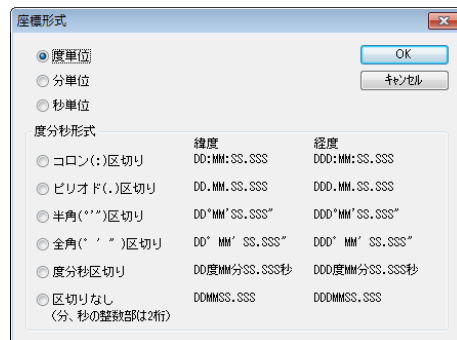 座標形式
度単位
OK
分単位
キャンセル
秒単位
度分秒形式
緯度 経度
コロン(:)区切り DD:MM:SS.SSS DDD:MM:SS.SSS
ピリオド(.)区切り DD.MM.SS.SSS DDD.MM.SS.SSS
半角(°'")区切り DD°MM'SS.SSS" DDD°MM'SS.SSS"
全角(°′″)区切り DD°MM′SS.SSS″ DDD°MM′SS.SSS″
度分秒区切り DD度MM分SS.SSS秒 DDD度MM分SS.SSS秒
区切りなし DDMMSS.SSS DDDMMSS.SSS
(分、秒の整数部は2桁)